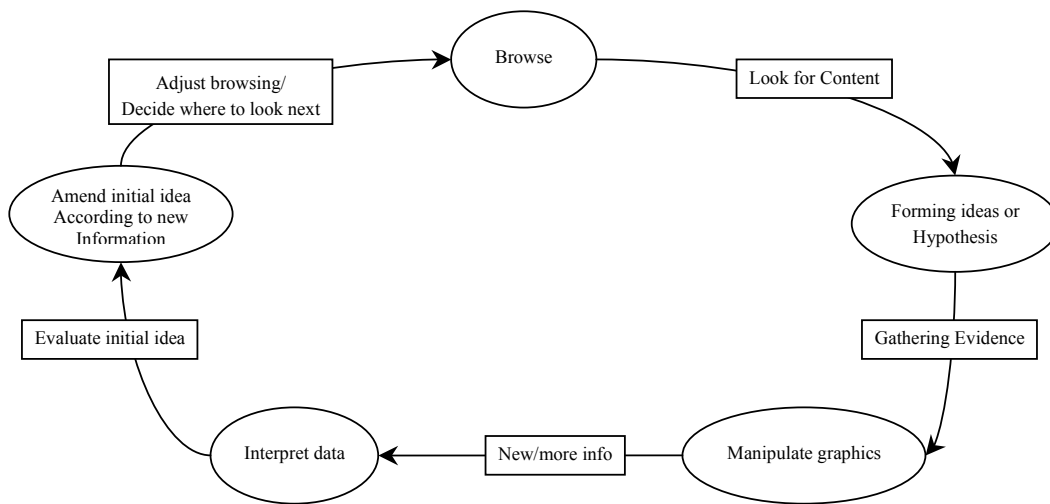 Browse
Look for Content
Forming ideas or
Hypothesis
Gathering Evidence
Manipulate graphics
New/more info
Interpret data
Evaluate initial idea
Amend initial idea
According to new
Information
Adjust browsing/
Decide where to look next